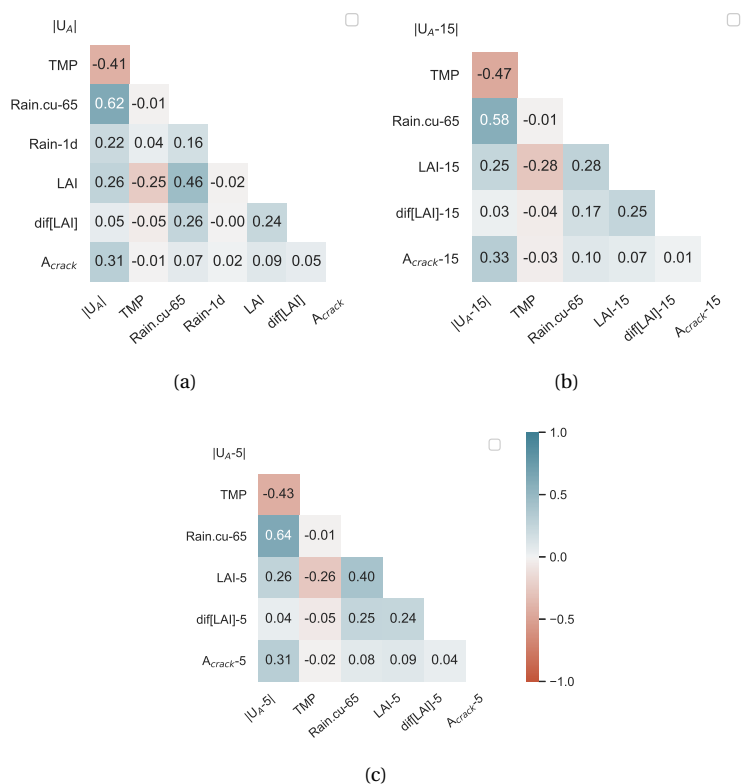 |U_A|
TMP -0.41
Rain.cu-65 0.62 -0.01
Rain-1d 0.22 0.04 0.16
LAI 0.26 -0.25 0.46 -0.02
dif[LAI] 0.05 -0.05 0.26 -0.00 0.24
A_crack 0.31 -0.01 0.07 0.02 0.09 0.05
|U_A| TMP Rain.cu-65 Rain-1d LAI dif[LAI] A_crack
(a)
|U_A-15|
TMP -0.47
Rain.cu-65 0.58 -0.01
LAI-15 0.25 -0.28 0.28
dif[LAI]-15 0.03 -0.04 0.17 0.25
A_crack-15 0.33 -0.03 0.10 0.07 0.01
|U_A-15| TMP Rain.cu-65 LAI-15 dif[LAI]-15 A_crack-15
(b)
|U_A-5|
TMP -0.43
Rain.cu-65 0.64 -0.01
LAI-5 0.26 -0.26 0.40
dif[LAI]-5 0.04 -0.05 0.25 0.24
A_crack-5 0.31 -0.02 0.08 0.09 0.04
|U_A-5| TMP Rain.cu-65 LAI-5 dif[LAI]-5 A_crack-5
1.0
0.5
0.0
−0.5
−1.0
(c)